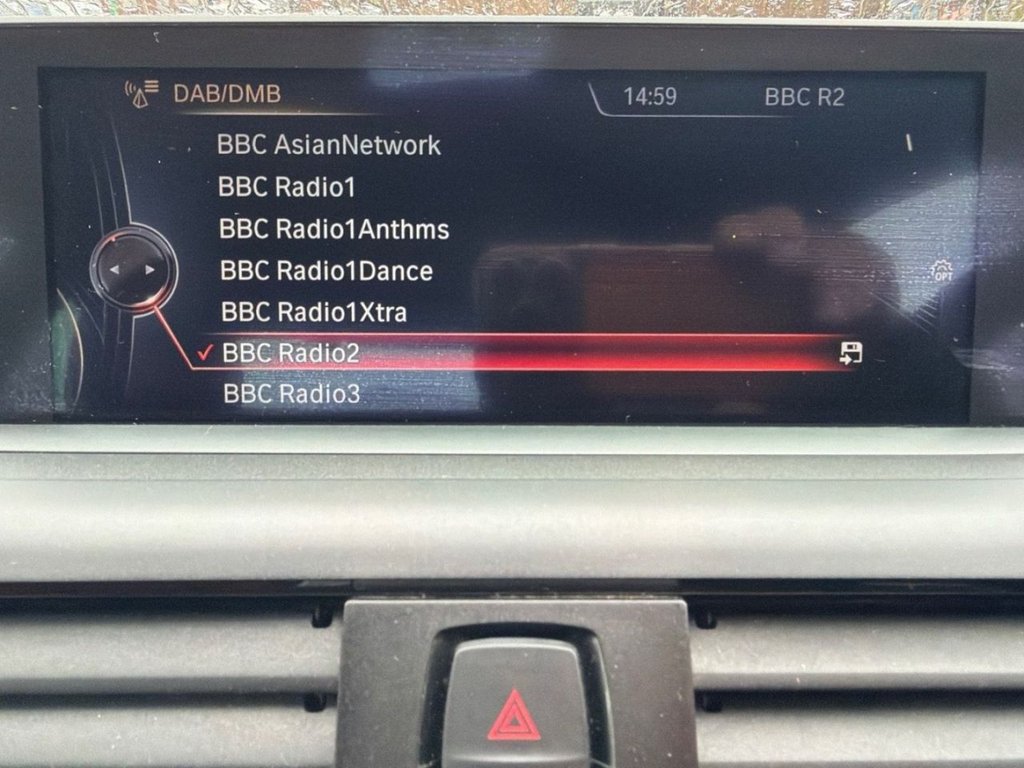 DAB/DMB
14:59
BBC R2
BBC AsianNetwork
BBC Radio1
BBC Radio1Anthms
BBC Radio1Dance
OPT
BBC Radio1Xtra
BBC Radio2
BBC Radio3